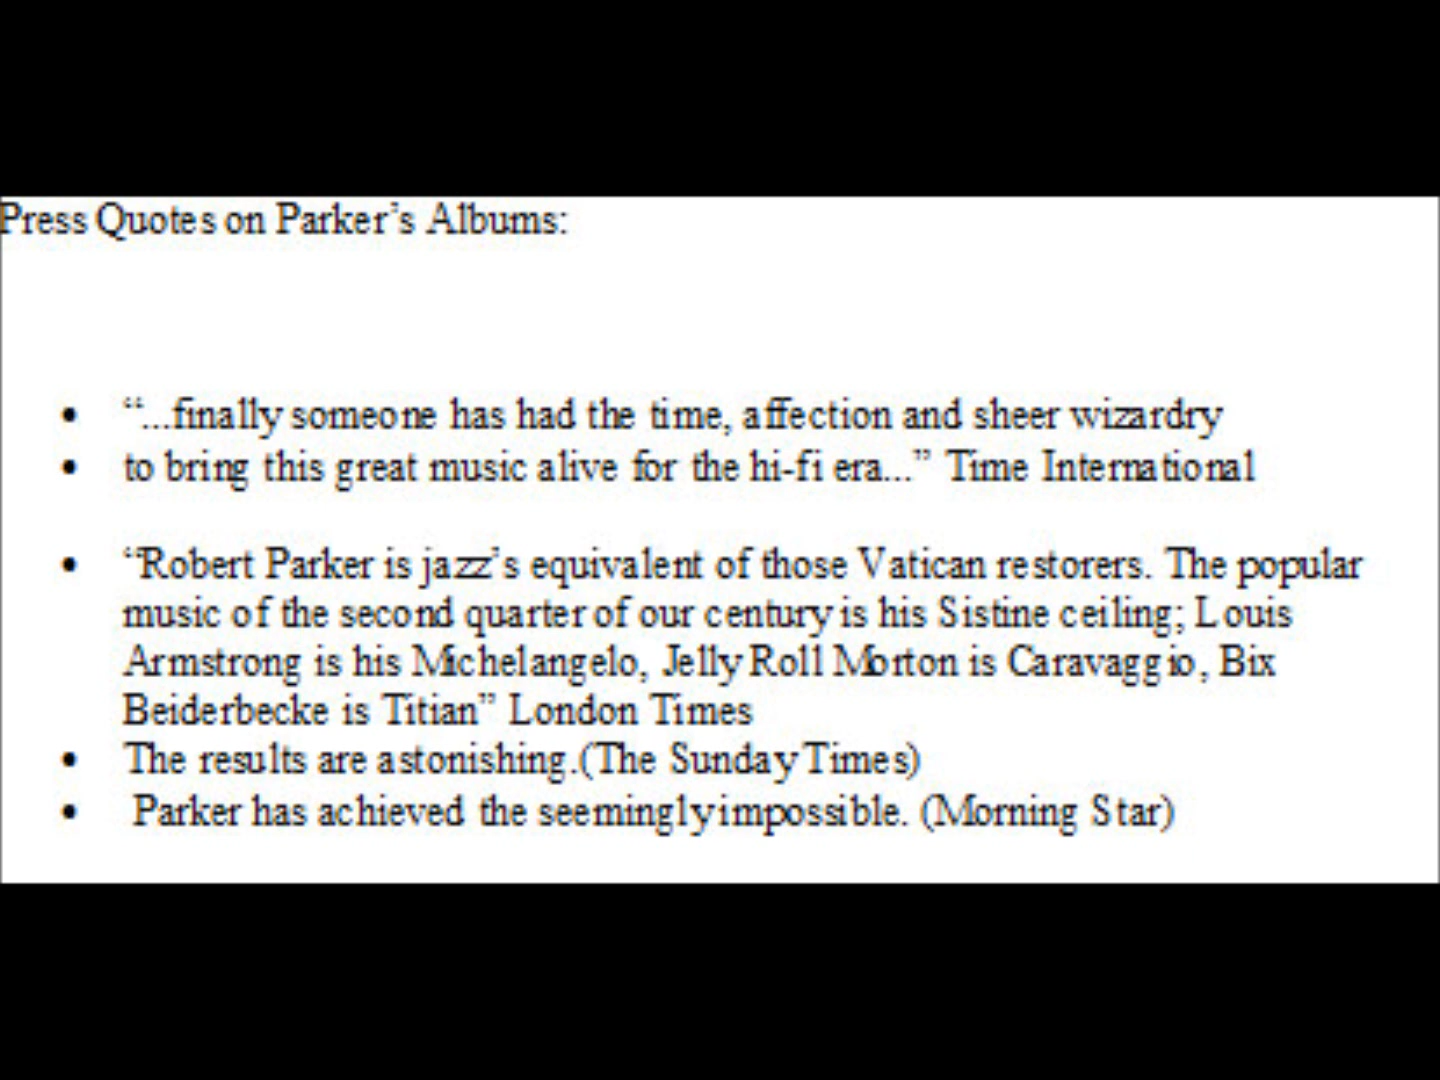 Press Quotes on Parker’s Albums:
• “...finally someone has had the time, affection and sheer wizardry
• to bring this great music alive for the hi-fi era...” Time International
• “Robert Parker is jazz’s equivalent of those Vatican restorers. The popular
music of the second quarter of our century is his Sistine ceiling; Louis
Armstrong is his Michelangelo, Jelly Roll Morton is Caravaggio, Bix
Beiderbecke is Titian” London Times
• The results are astonishing.(The Sunday Times)
• Parker has achieved the seemingly impossible. (Morning Star)